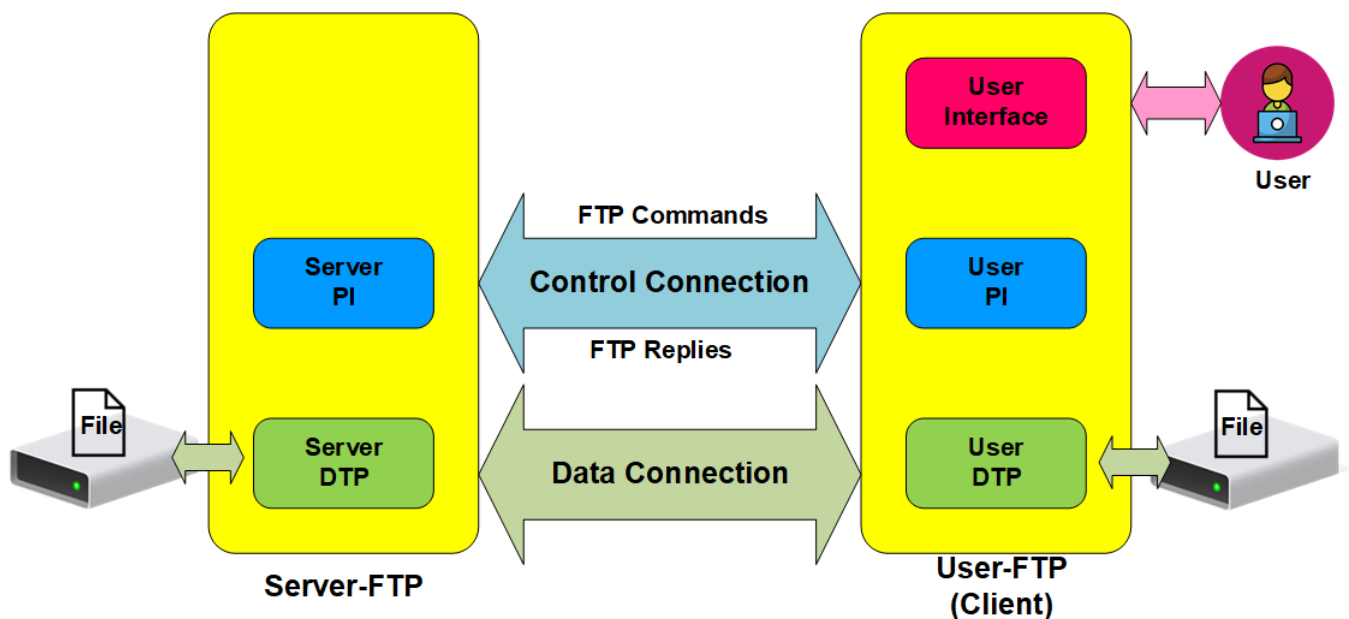 User
Interface
User
FTP Commands
Server
PI
Control Connection
User
PI
FTP Replies
File
Server
DTP
Data Connection
User
DTP
File
Server-FTP
User-FTP
(Client)